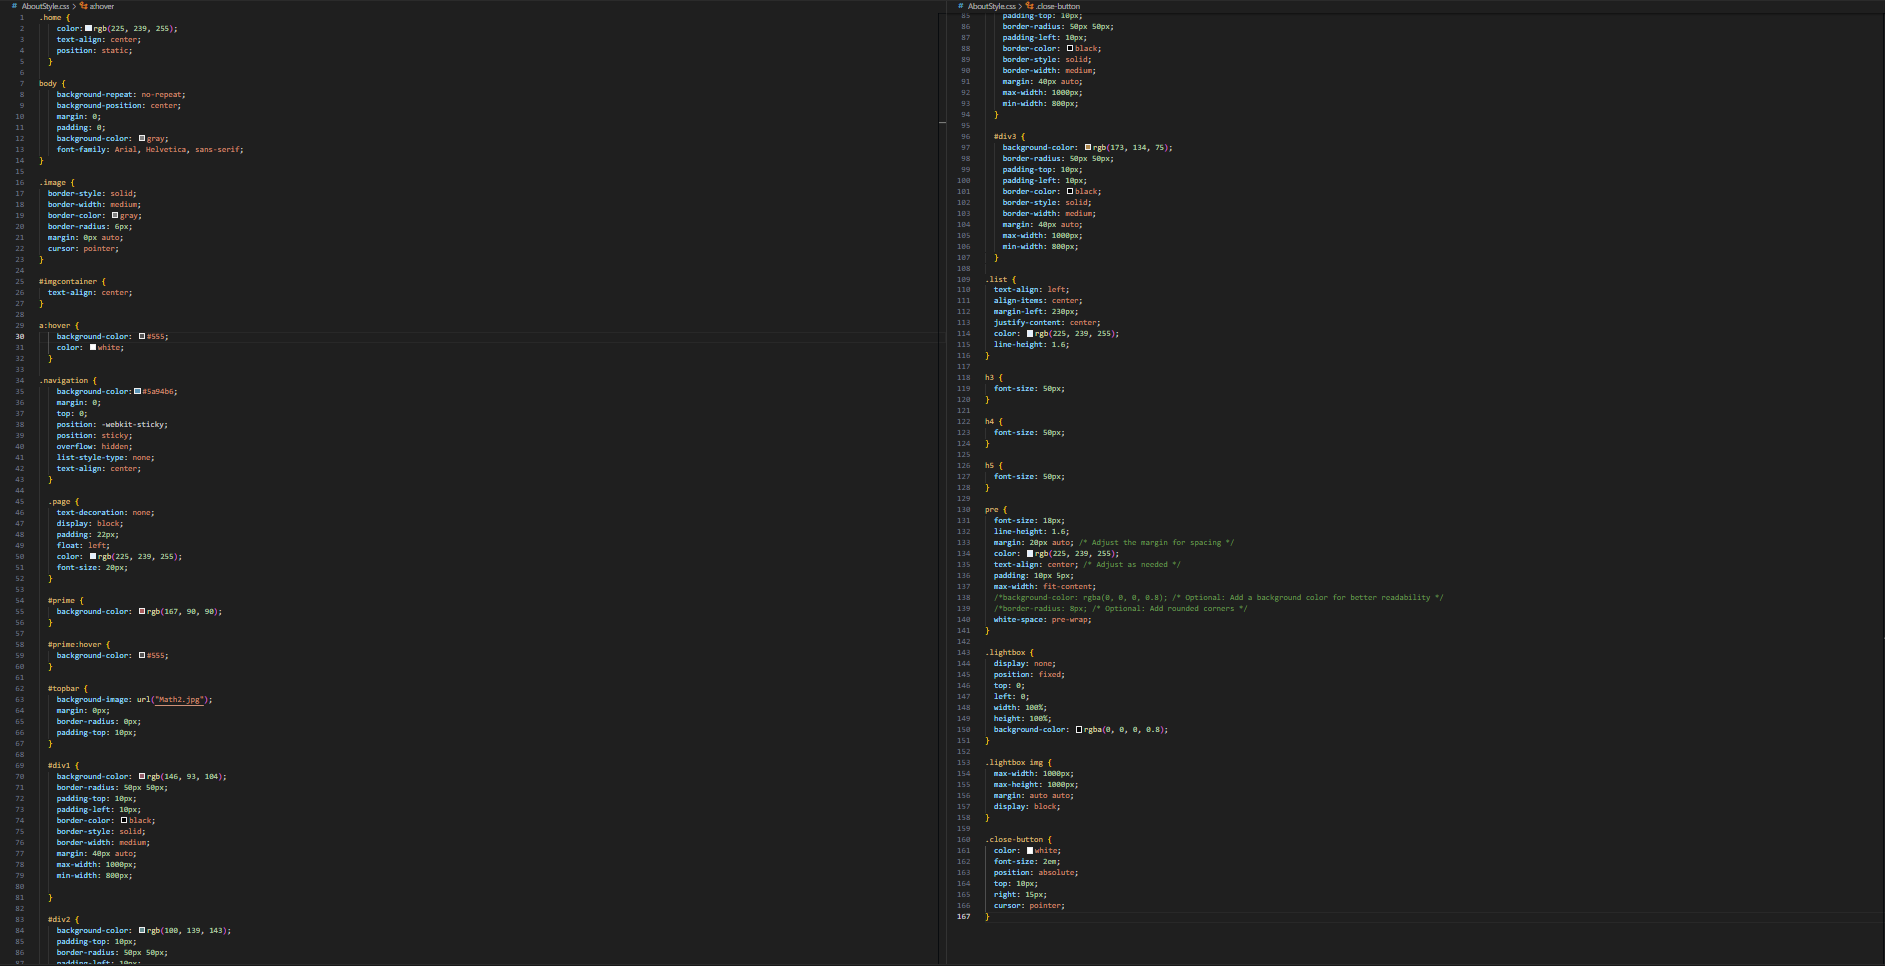 # AboutStyle.css > a:hover
1 .home {
2 color: rgb(225, 239, 255);
3 text-align: center;
4 position: static;
5 }
6
7 body {
8 background-repeat: no-repeat;
9 background-position: center;
10 margin: 0;
11 padding: 0;
12 background-color: gray;
13 font-family: Arial, Helvetica, sans-serif;
14 }
15
16 .image {
17 border-style: solid;
18 border-width: medium;
19 border-color: gray;
20 border-radius: 6px;
21 margin: 0px auto;
22 cursor: pointer;
23 }
24
25 #imgcontainer {
26 text-align: center;
27 }
28
29 a:hover {
30 background-color: #555;
31 color: white;
32 }
33
34 .navigation {
35 background-color: #5a94b6;
36 margin: 0;
37 top: 0;
38 position: -webkit-sticky;
39 position: sticky;
40 overflow: hidden;
41 list-style-type: none;
42 text-align: center;
43 }
44
45 .page {
46 text-decoration: none;
47 display: block;
48 padding: 22px;
49 float: left;
50 color: rgb(225, 239, 255);
51 font-size: 20px;
52 }
53
54 #prime {
55 background-color: rgb(167, 90, 90);
56 }
57
58 #prime:hover {
59 background-color: #555;
60 }
61
62 #topbar {
63 background-image: url("Math2.jpg");
64 margin: 0px;
65 border-radius: 0px;
66 padding-top: 10px;
67 }
68
69 #div1 {
70 background-color: rgb(146, 93, 104);
71 border-radius: 50px 50px;
72 padding-top: 10px;
73 padding-left: 10px;
74 border-color: black;
75 border-style: solid;
76 border-width: medium;
77 margin: 40px auto;
78 max-width: 1000px;
79 min-width: 800px;
80
81 }
82
83 #div2 {
84 background-color: rgb(100, 139, 143);
85 padding-top: 10px;
86 border-radius: 50px 50px;
87 padding-left: 10px;
# AboutStyle.css > .close-button
85 padding-top: 10px;
86 border-radius: 50px 50px;
87 padding-left: 10px;
88 border-color: black;
89 border-style: solid;
90 border-width: medium;
91 margin: 40px auto;
92 max-width: 1000px;
93 min-width: 800px;
94 }
95
96 #div3 {
97 background-color: rgb(173, 134, 75);
98 border-radius: 50px 50px;
99 padding-top: 10px;
100 padding-left: 10px;
101 border-color: black;
102 border-style: solid;
103 border-width: medium;
104 margin: 40px auto;
105 max-width: 1000px;
106 min-width: 800px;
107 }
108
109 .list {
110 text-align: left;
111 align-items: center;
112 margin-left: 230px;
113 justify-content: center;
114 color: rgb(225, 239, 255);
115 line-height: 1.6;
116 }
117
118 h3 {
119 font-size: 50px;
120 }
121
122 h4 {
123 font-size: 50px;
124 }
125
126 h5 {
127 font-size: 50px;
128 }
129
130 pre {
131 font-size: 18px;
132 line-height: 1.6;
133 margin: 20px auto; /* Adjust the margin for spacing */
134 color: rgb(225, 239, 255);
135 text-align: center; /* Adjust as needed */
136 padding: 10px 5px;
137 max-width: fit-content;
138 /*background-color: rgba(0, 0, 0, 0.8); /* Optional: Add a background color for better readability */
139 /*border-radius: 8px; /* Optional: Add rounded corners */
140 white-space: pre-wrap;
141 }
142
143 .lightbox {
144 display: none;
145 position: fixed;
146 top: 0;
147 left: 0;
148 width: 100%;
149 height: 100%;
150 background-color: rgba(0, 0, 0, 0.8);
151 }
152
153 .lightbox img {
154 max-width: 1000px;
155 max-height: 1000px;
156 margin: auto auto;
157 display: block;
158 }
159
160 .close-button {
161 color: white;
162 font-size: 2em;
163 position: absolute;
164 top: 10px;
165 right: 15px;
166 cursor: pointer;
167 }